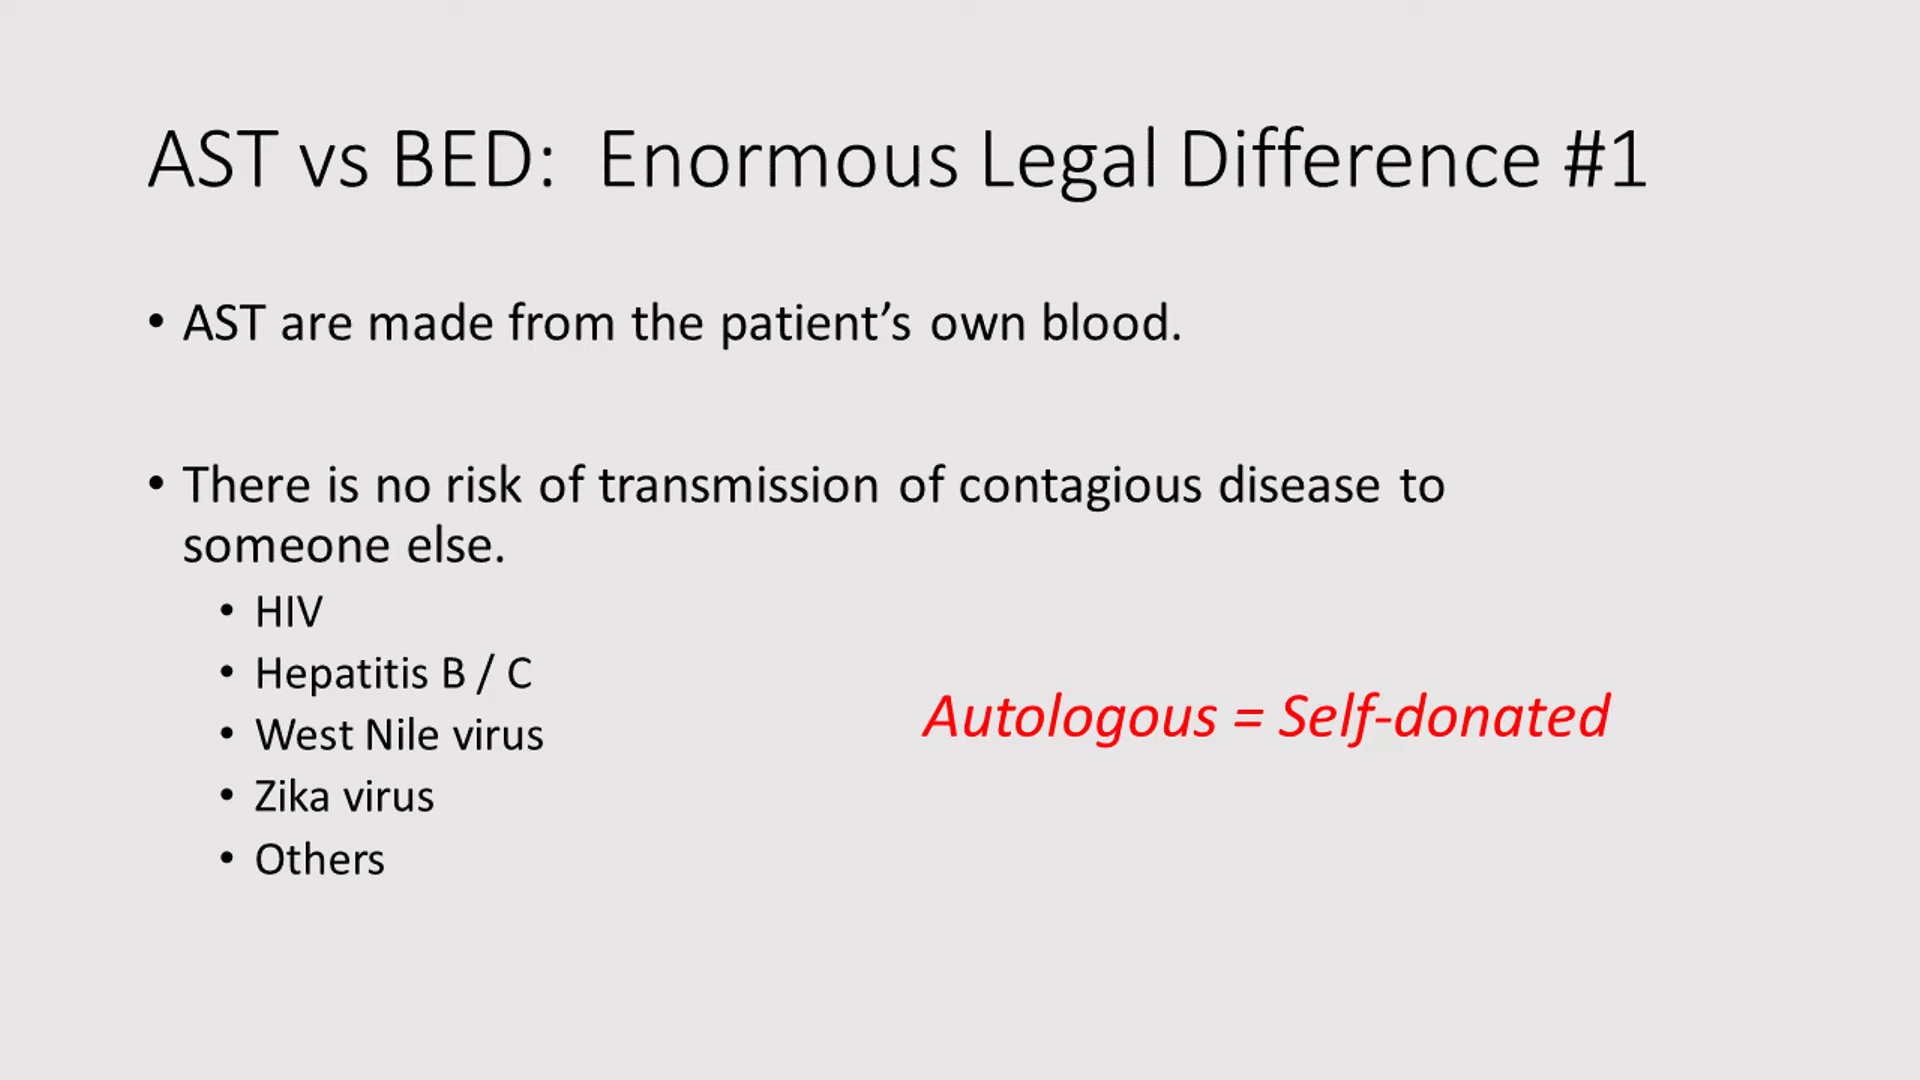 AST vs BED: Enormous Legal Difference #1
• AST are made from the patient’s own blood.
• There is no risk of transmission of contagious disease to
someone else.
• HIV
• Hepatitis B / C
• West Nile virus
• Zika virus
• Others
Autologous = Self-donated